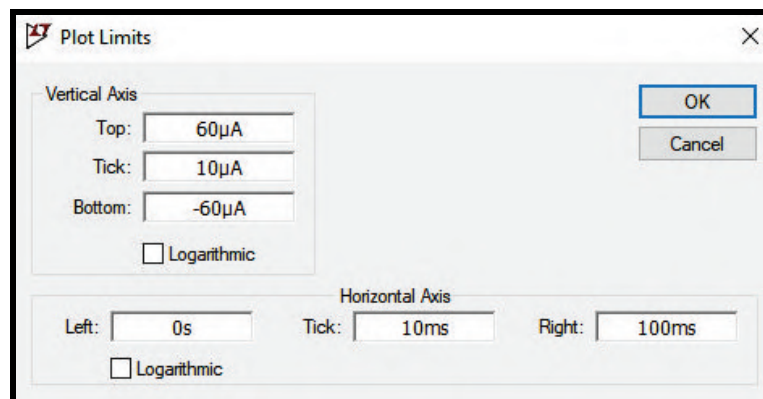 Plot Limits
Vertical Axis
OK
Top: 60µA
Cancel
Tick: 10µA
Bottom: -60µA
Logarithmic
Horizontal Axis
Left: 0s Tick: 10ms Right: 100ms
Logarithmic